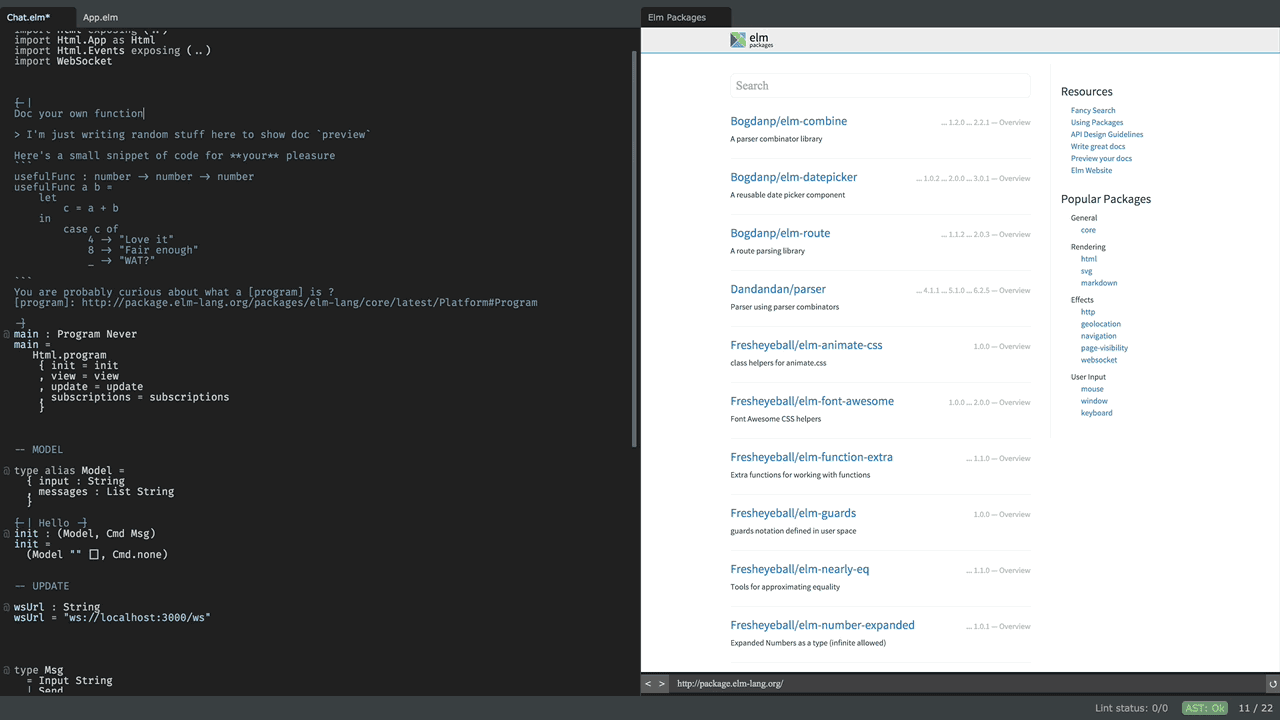 Chat.elm*
App.elm
import Html exposing (..)
import Html.App as Html
import Html.Events exposing (..)
import WebSocket
{-|
Doc your own function
> I'm just writing random stuff here to show doc `preview`
Here's a small snippet of code for **your** pleasure
```
usefulFunc : number -> number -> number
usefulFunc a b =
let
c = a + b
in
case c of
4 -> "Love it"
8 -> "Fair enough"
_ -> "WAT?"
```
You are probably curious about what a [program] is ?
[program]: http://package.elm-lang.org/packages/elm-lang/core/latest/Platform#Program
-}
main : Program Never
main =
Html.program
{ init = init
, view = view
, update = update
, subscriptions = subscriptions
}
-- MODEL
type alias Model =
{ input : String
, messages : List String
}
{-| Hello -}
init : (Model, Cmd Msg)
init =
(Model "" [], Cmd.none)
-- UPDATE
wsUrl : String
wsUrl = "ws://localhost:3000/ws"
type Msg
= Input String
| Send
Elm Packages
elm
packages
Search
Bogdanp/elm-combine
... 1.2.0 ... 2.2.1 — Overview
A parser combinator library
Bogdanp/elm-datepicker
... 1.0.2 ... 2.0.0 ... 3.0.1 — Overview
A reusable date picker component
Bogdanp/elm-route
... 1.1.2 ... 2.0.3 — Overview
A route parsing library
Dandandan/parser
... 4.1.1 ... 5.1.0 ... 6.2.5 — Overview
Parser using parser combinators
Fresheyeball/elm-animate-css
1.0.0 — Overview
class helpers for animate.css
Fresheyeball/elm-font-awesome
1.0.0 ... 2.0.0 — Overview
Font Awesome CSS helpers
Fresheyeball/elm-function-extra
... 1.1.0 — Overview
Extra functions for working with functions
Fresheyeball/elm-guards
1.0.0 — Overview
guards notation defined in user space
Fresheyeball/elm-nearly-eq
... 1.1.0 — Overview
Tools for approximating equality
Fresheyeball/elm-number-expanded
... 1.0.1 — Overview
Expanded Numbers as a type (infinite allowed)
Resources
Fancy Search
Using Packages
API Design Guidelines
Write great docs
Preview your docs
Elm Website
Popular Packages
General
core
Rendering
html
svg
markdown
Effects
http
geolocation
navigation
page-visibility
websocket
User Input
mouse
window
keyboard
< > http://package.elm-lang.org/
Lint status: 0/0 AST: Ok 11 / 22